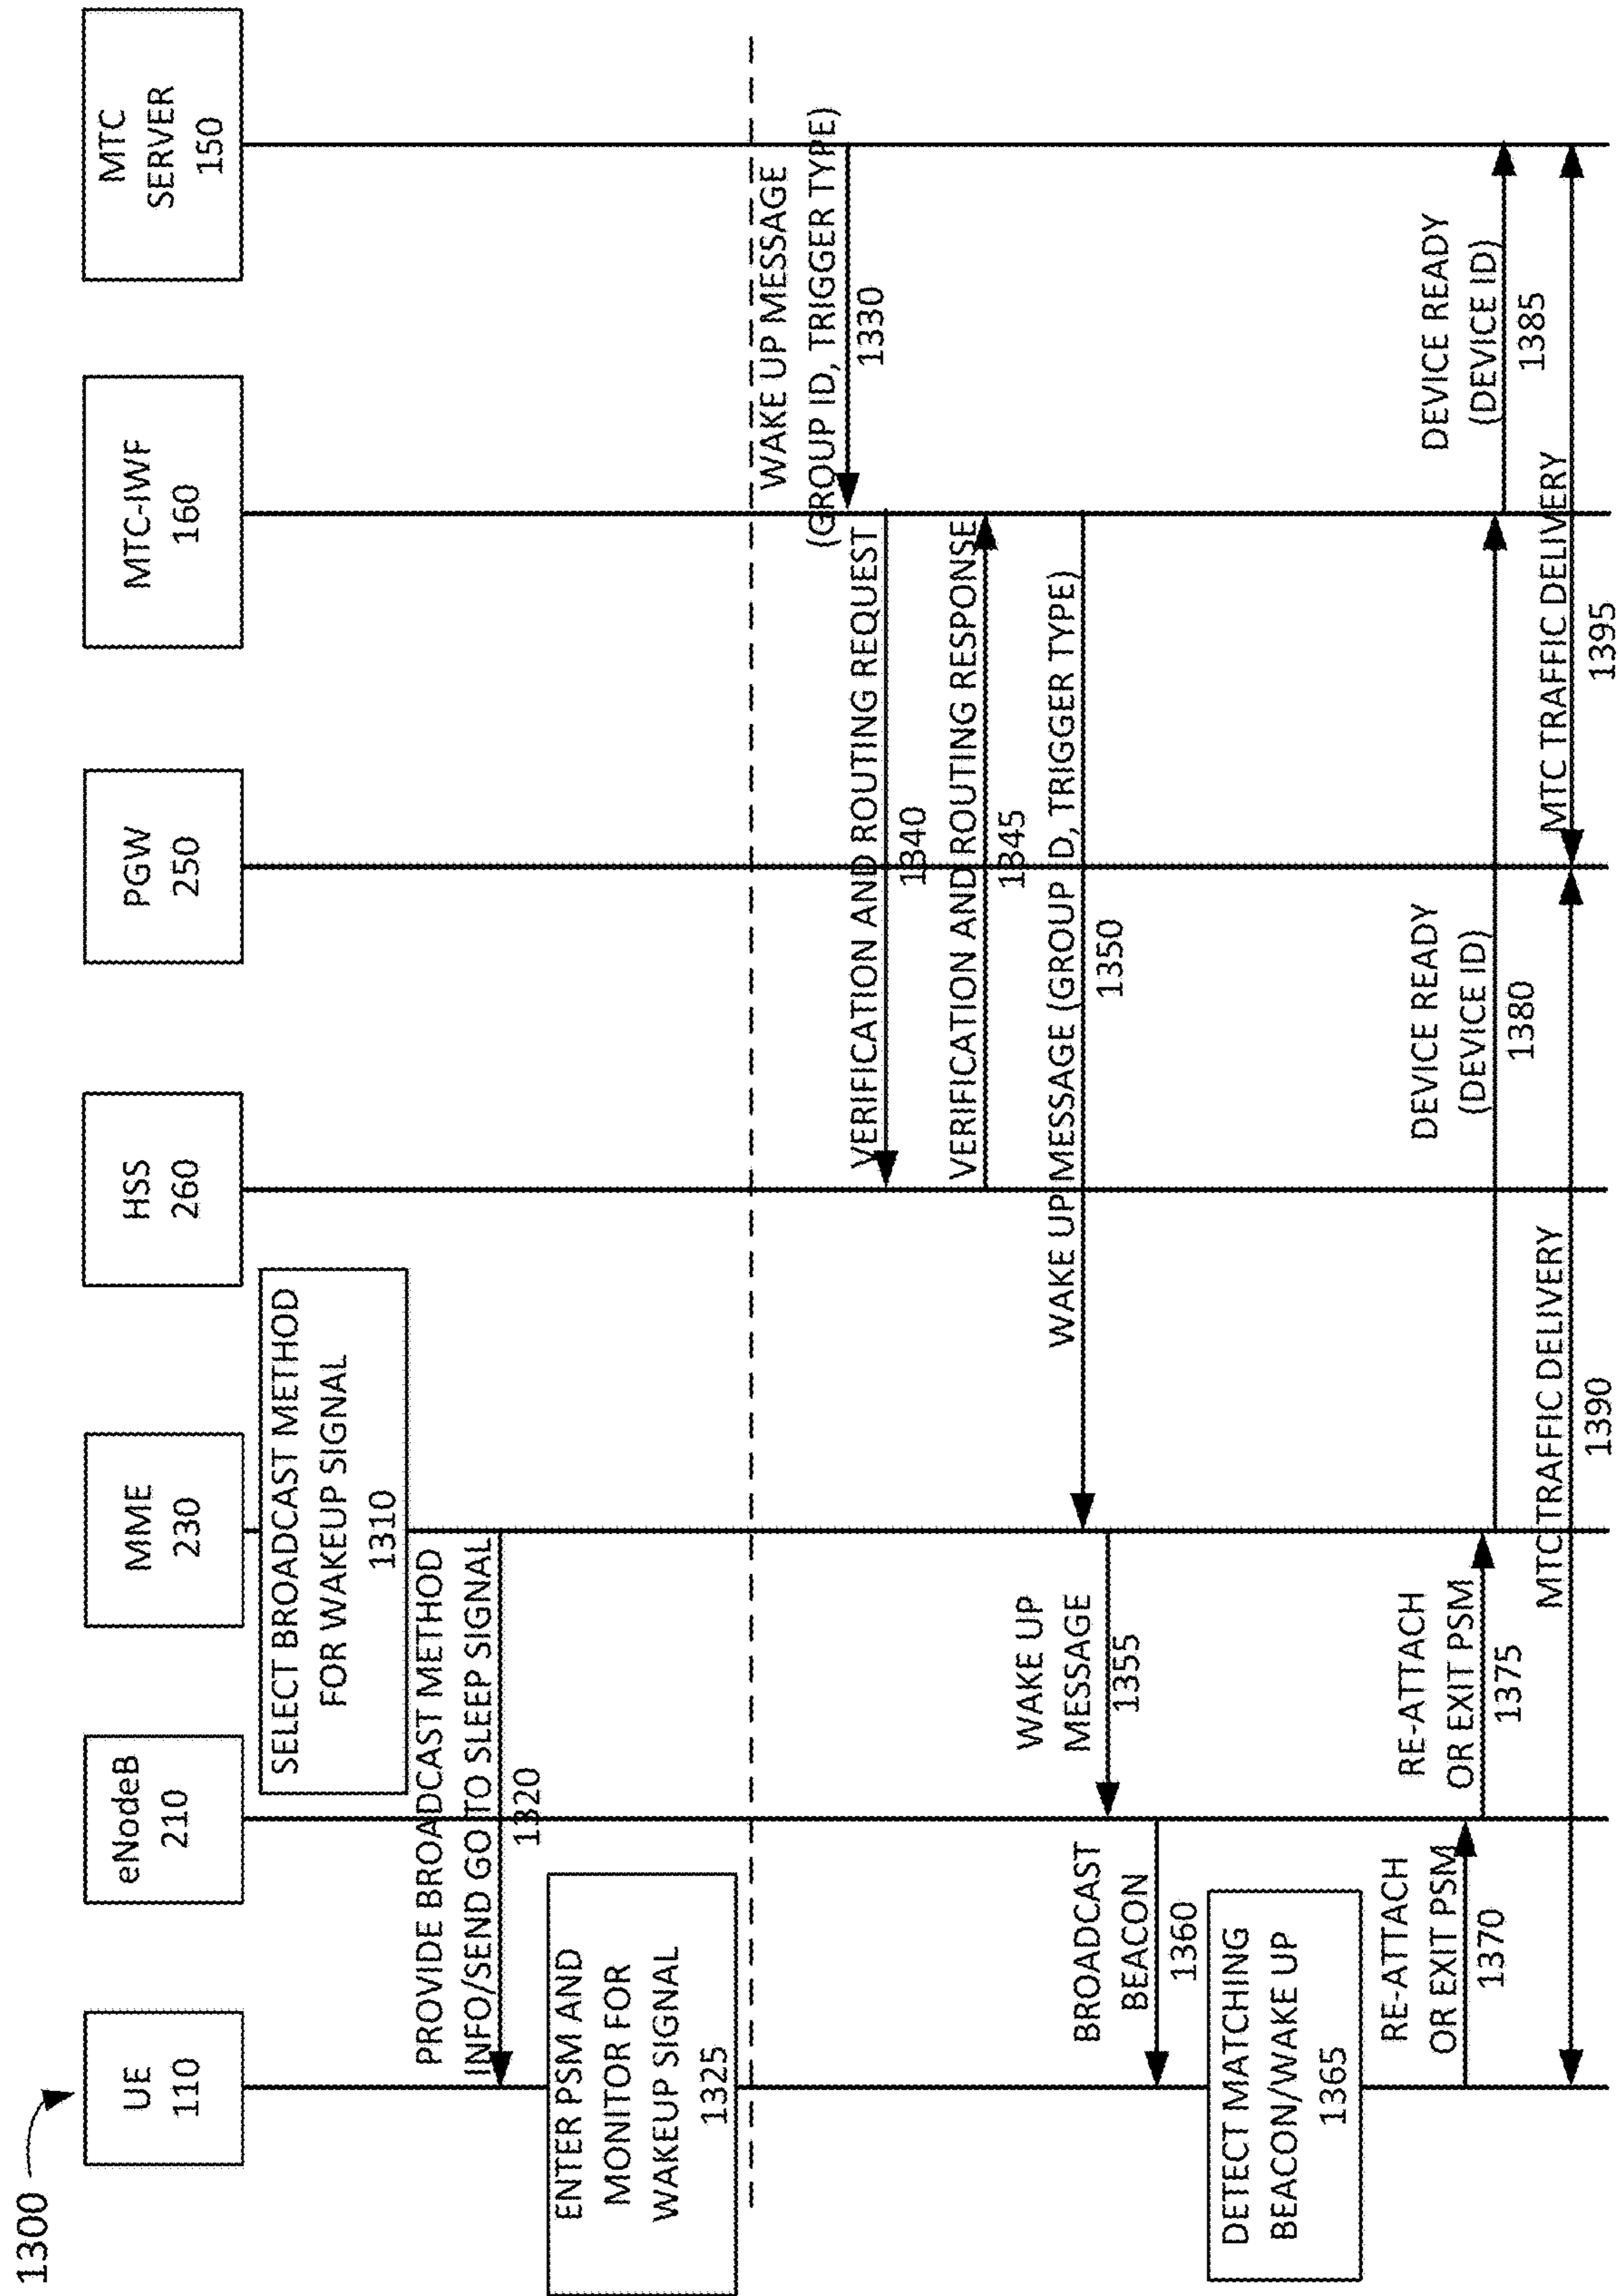 1300
UE
110
eNodeB
210
MME
230
HSS
260
PGW
250
MTC-IWF
160
MTC
SERVER
150
SELECT BROADCAST METHOD
FOR WAKEUP SIGNAL
1310
PROVIDE BROADCAST METHOD
INFO/SEND GO TO SLEEP SIGNAL
1320
ENTER PSM AND
MONITOR FOR
WAKEUP SIGNAL
1325
WAKE UP MESSAGE
(GROUP ID, TRIGGER TYPE)
1330
VERIFICATION AND ROUTING REQUEST
1340
VERIFICATION AND ROUTING RESPONSE
1345
WAKE UP MESSAGE (GROUP ID, TRIGGER TYPE)
1350
WAKE UP
MESSAGE
1355
BROADCAST
BEACON
1360
DETECT MATCHING
BEACON/WAKE UP
1365
RE-ATTACH
OR EXIT PSM
1370
RE-ATTACH
OR EXIT PSM
1375
DEVICE READY
(DEVICE ID)
1380
DEVICE READY
(DEVICE ID)
1385
MTC TRAFFIC DELIVERY
1390
MTC TRAFFIC DELIVERY
1395